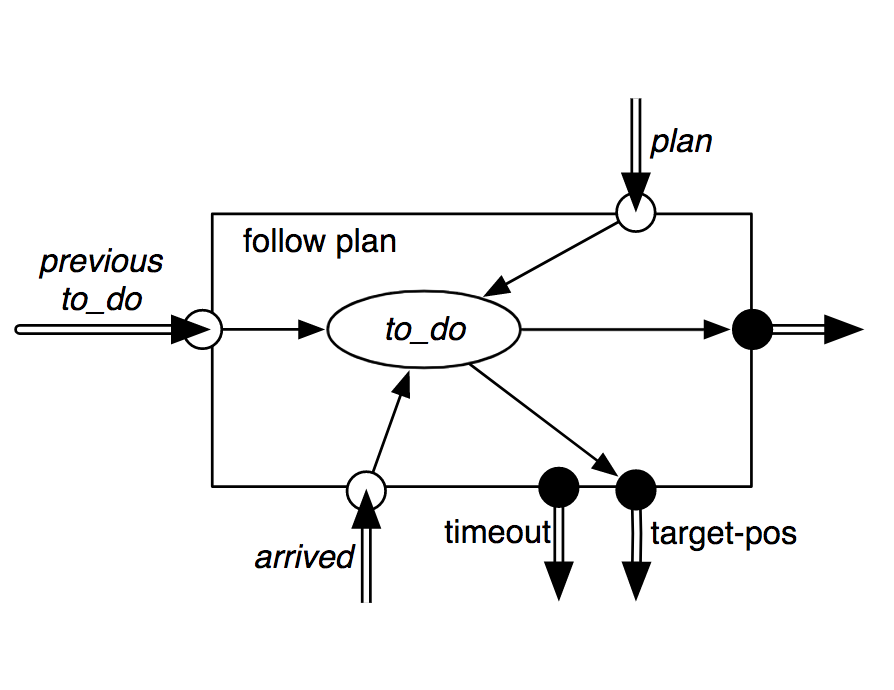 plan
follow plan
previous
to_do
to_do
timeout
target-pos
arrived